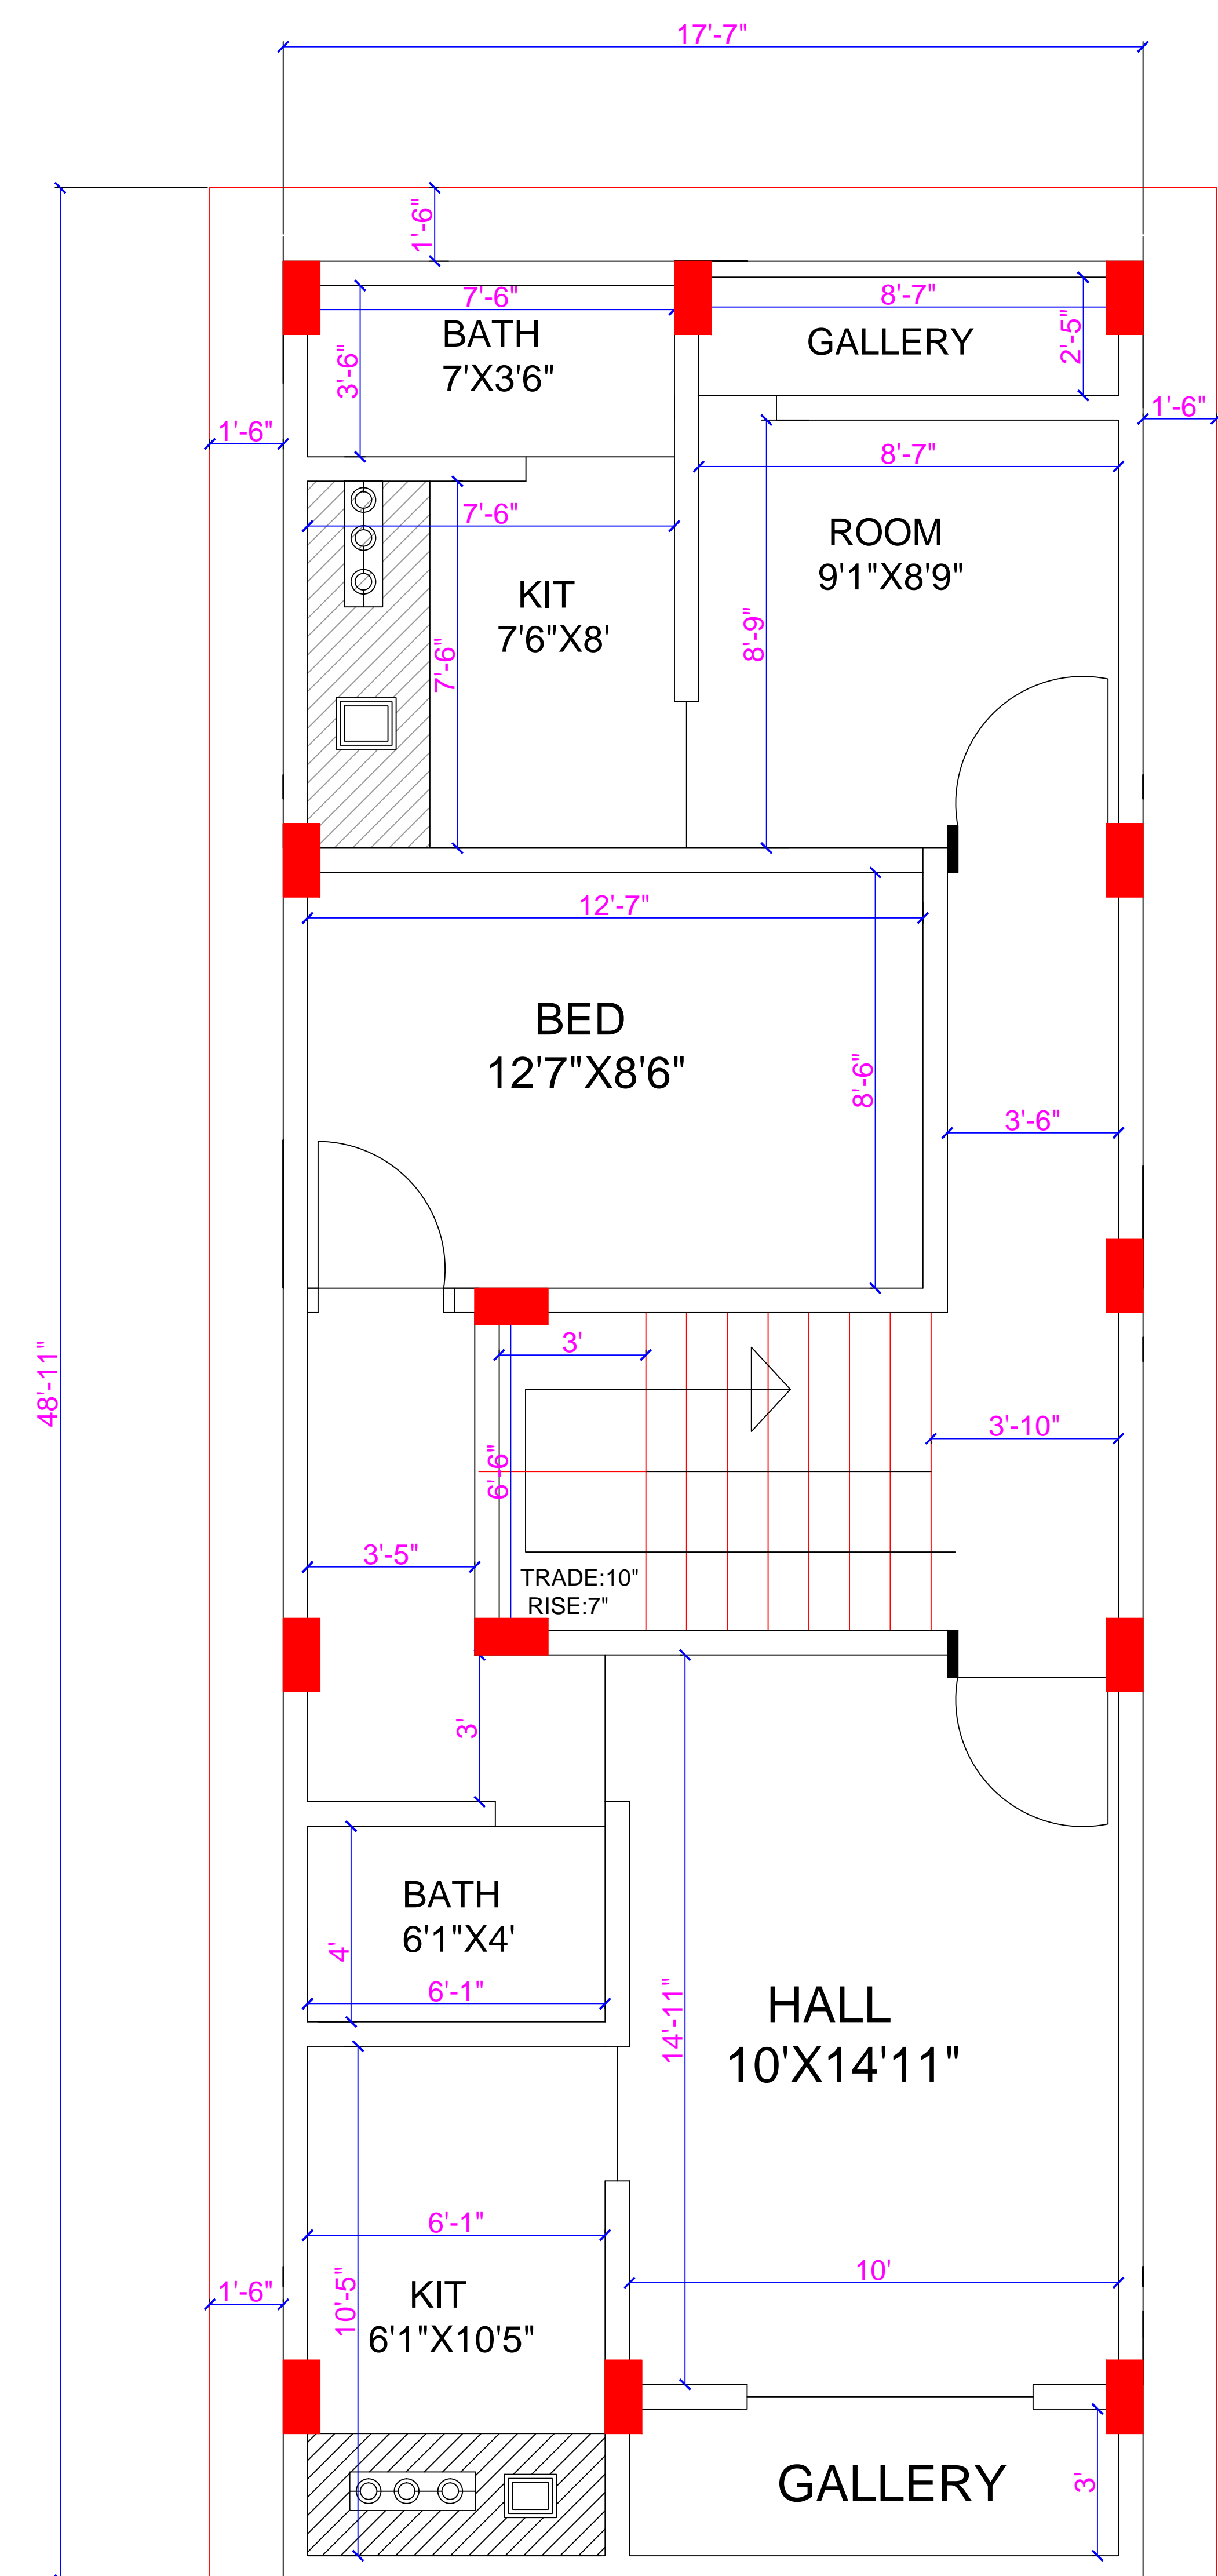 17'-7"
1'-6"
7'-6"
8'-7"
BATH
7'X3'6"
GALLERY
3'-6"
2'-5"
1'-6"
1'-6"
8'-7"
7'-6"
ROOM
9'1"X8'9"
KIT
7'6"X8'
7'-6"
8'-9"
12'-7"
BED
12'7"X8'6"
8'-6"
3'-6"
48'-11"
3'
3'-10"
6'-6"
3'-5"
TRADE:10"
RISE:7"
3'
BATH
6'1"X4'
4'
6'-1"
14'-11"
HALL
10'X14'11"
6'-1"
10'
1'-6"
10'-5"
KIT
6'1"X10'5"
GALLERY
3'